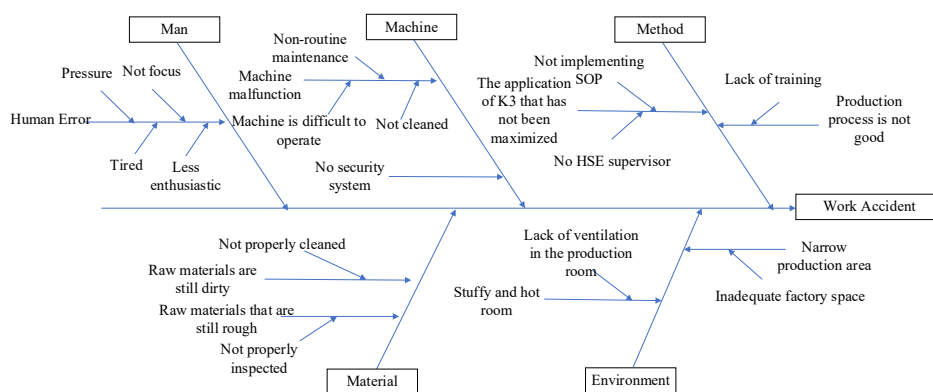 Man
Machine
Method
Pressure
Not focus
Human Error
Tired
Less
enthusiastic
Non-routine
maintenance
Machine
malfunction
Machine is difficult to
operate
Not cleaned
No security
system
Not implementing
SOP
The application
of K3 that has
not been
maximized
No HSE supervisor
Lack of training
Production
process is not
good
Work Accident
Not properly cleaned
Raw materials are
still dirty
Raw materials that are
still rough
Not properly
inspected
Material
Lack of ventilation
in the production
room
Stuffy and hot
room
Narrow
production area
Inadequate factory space
Environment